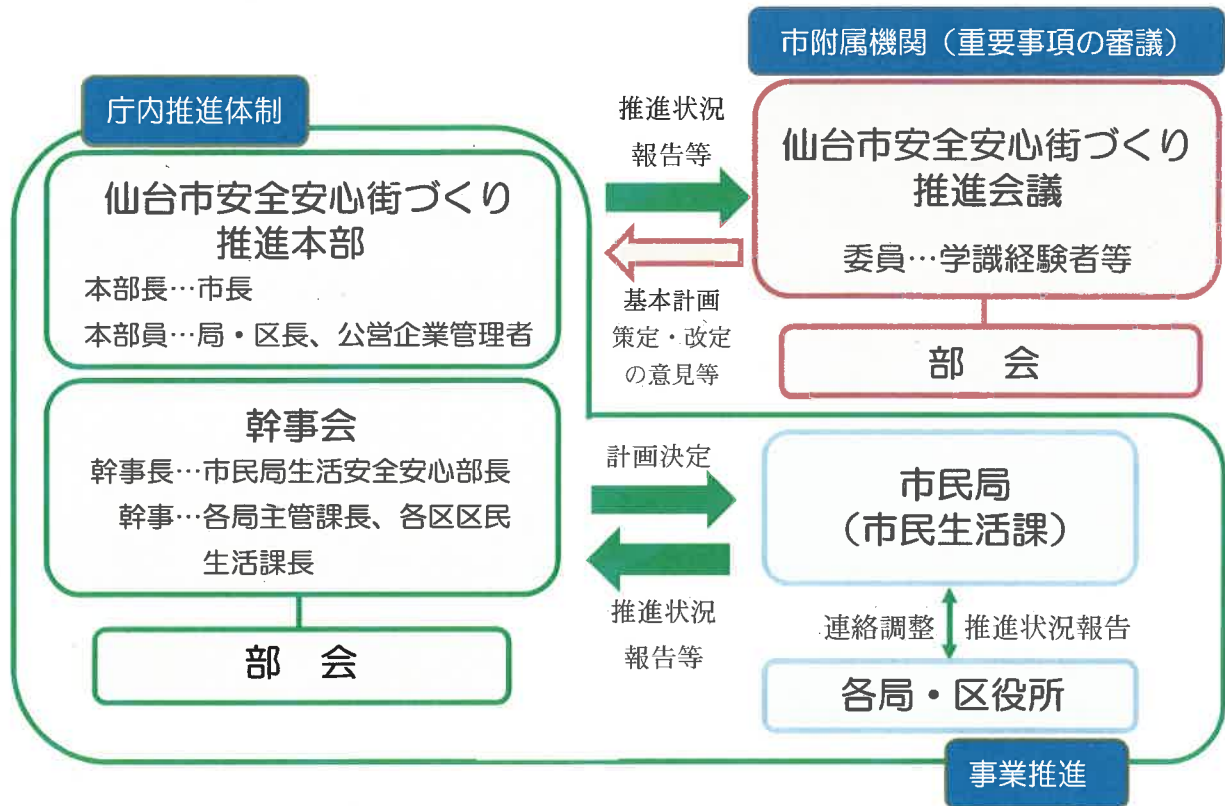 市附属機関（重要事項の審議）
仙台市安全安心街づくり
推進会議
委員…学識経験者等
部　会
庁内推進体制
仙台市安全安心街づくり
推進本部
本部長…市長
本部員…局・区長、公営企業管理者
推進状況
報告等
基本計画
策定・改定
の意見等
幹事会
幹事長…市民局生活安全安心部長
幹事…各局主管課長、各区区民
生活課長
部　会
計画決定
推進状況
報告等
市民局
（市民生活課）
連絡調整
推進状況報告
各局・区役所
事業推進